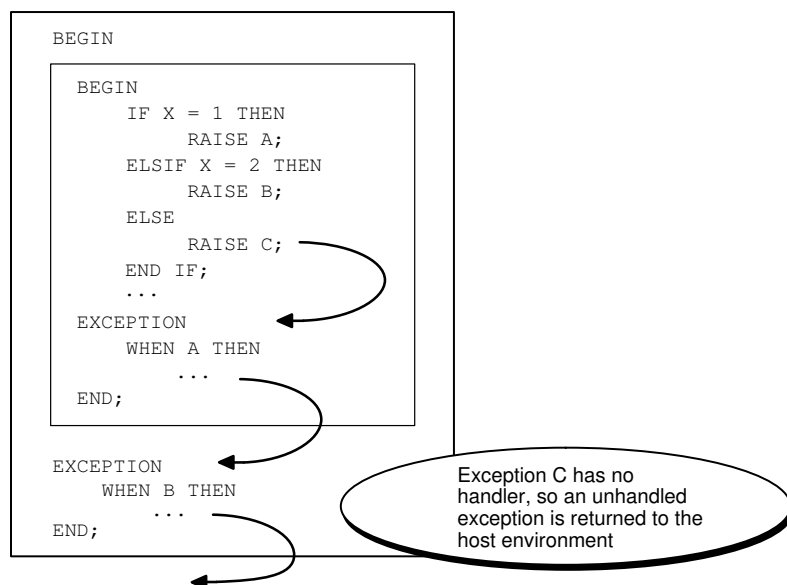 BEGIN
BEGIN
IF X = 1 THEN
RAISE A;
ELSIF X = 2 THEN
RAISE B;
ELSE
RAISE C;
END IF;
...
EXCEPTION
WHEN A THEN
...
END;
EXCEPTION
WHEN B THEN
...
END;
Exception C has no
handler, so an unhandled
exception is returned to the
host environment